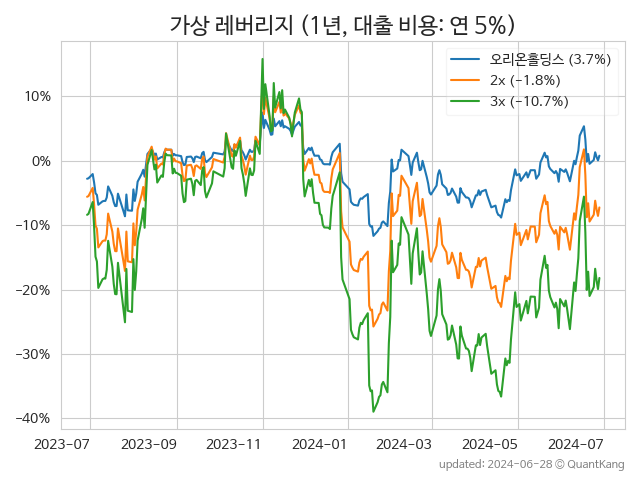 가상 레버리지 (1년, 대출 비용: 연 5%)
오리온홀딩스 (3.7%)
2x (−1.8%)
3x (−10.7%)
10%
0%
−10%
−20%
−30%
−40%
2023-07 2023-09 2023-11 2024-01 2024-03 2024-05 2024-07
updated: 2024-06-28 © QuantKang